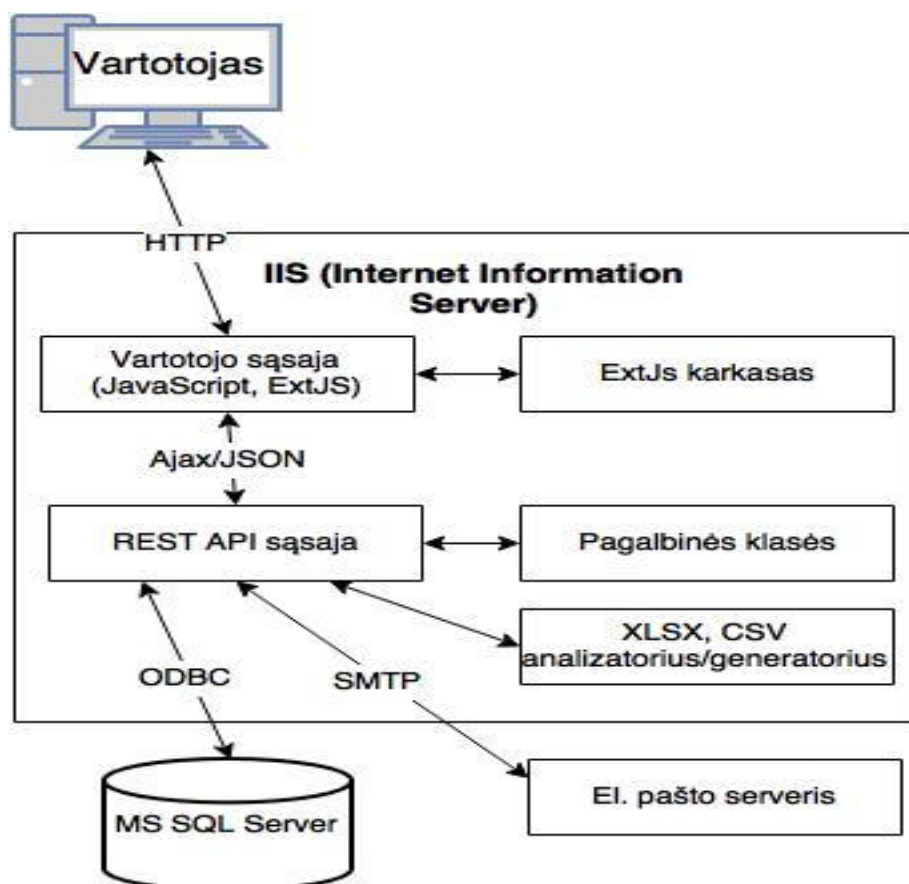 Vartotojas
HTTP
IIS (Internet Information
Server)
Vartotojo sąsaja
(JavaScript, ExtJS)
ExtJs karkasas
Ajax/JSON
REST API sąsaja
Pagalbinės klasės
XLSX, CSV
analizatorius/generatorius
ODBC
SMTP
MS SQL Server
El. pašto serveris